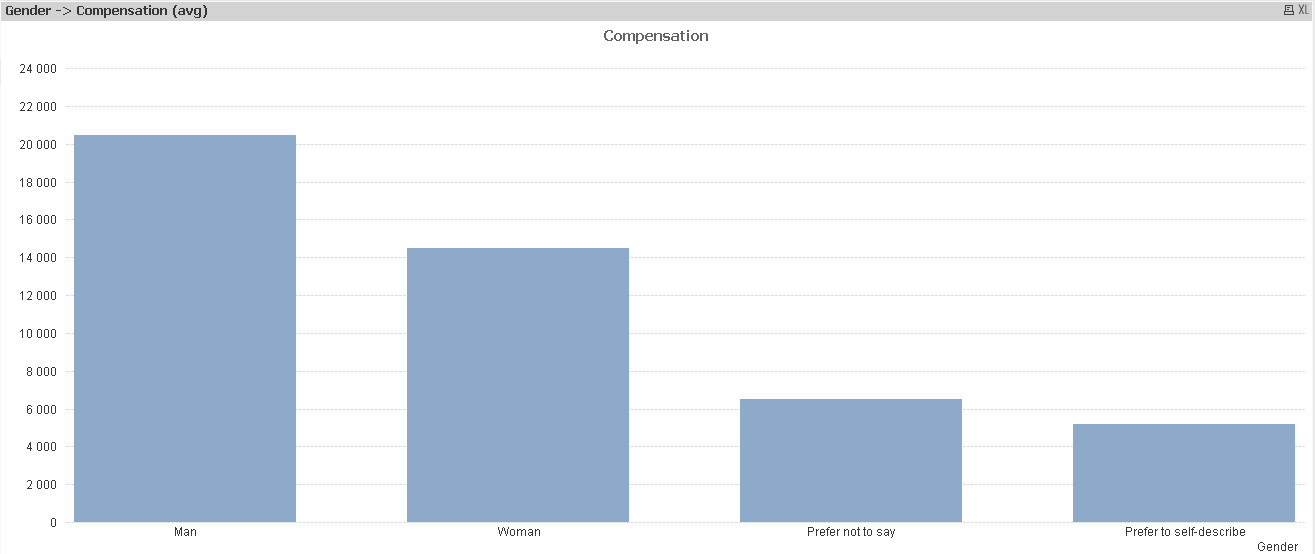 Gender -> Compensation (avg)
XL
Compensation
24 000
22 000
20 000
18 000
16 000
14 000
12 000
10 000
8 000
6 000
4 000
2 000
0
Man Woman Prefer not to say Prefer to self-describe
Gender